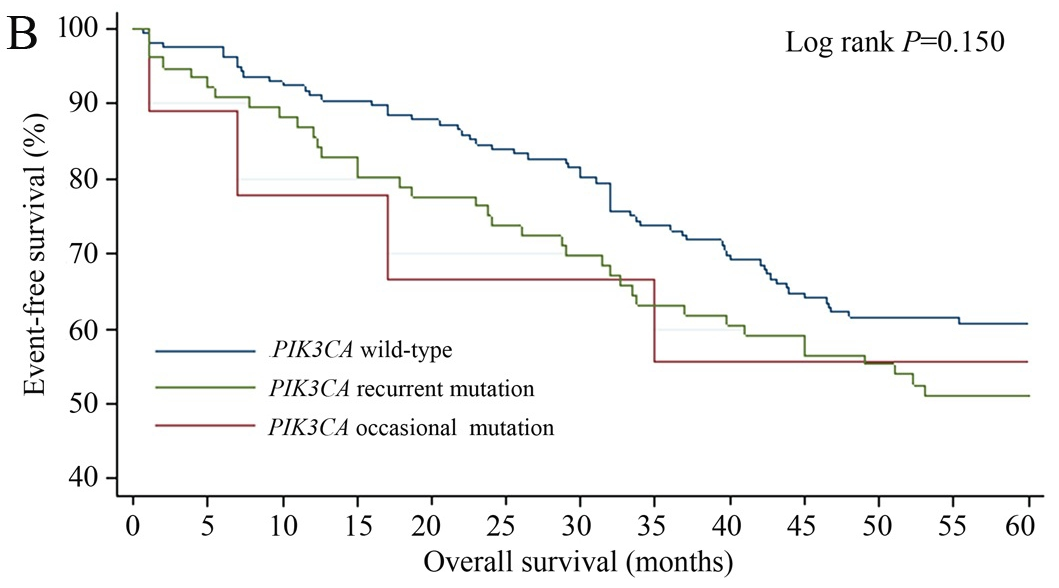 B
Log rank P=0.150
Event-free survival (%)
100
90
80
70
60
50
40
PIK3CA wild-type
PIK3CA recurrent mutation
PIK3CA occasional mutation
0 5 10 15 20 25 30 35 40 45 50 55 60
Overall survival (months)